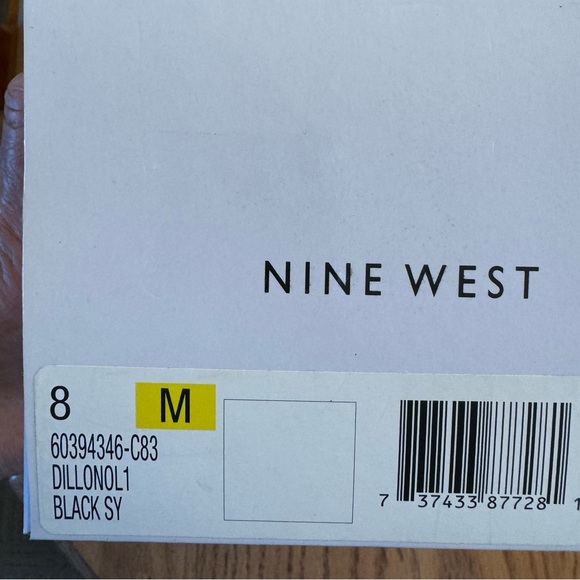 NINE WEST
8 M
60394346-C83
DILLONOL1
BLACK SY
7 37433 87728 1